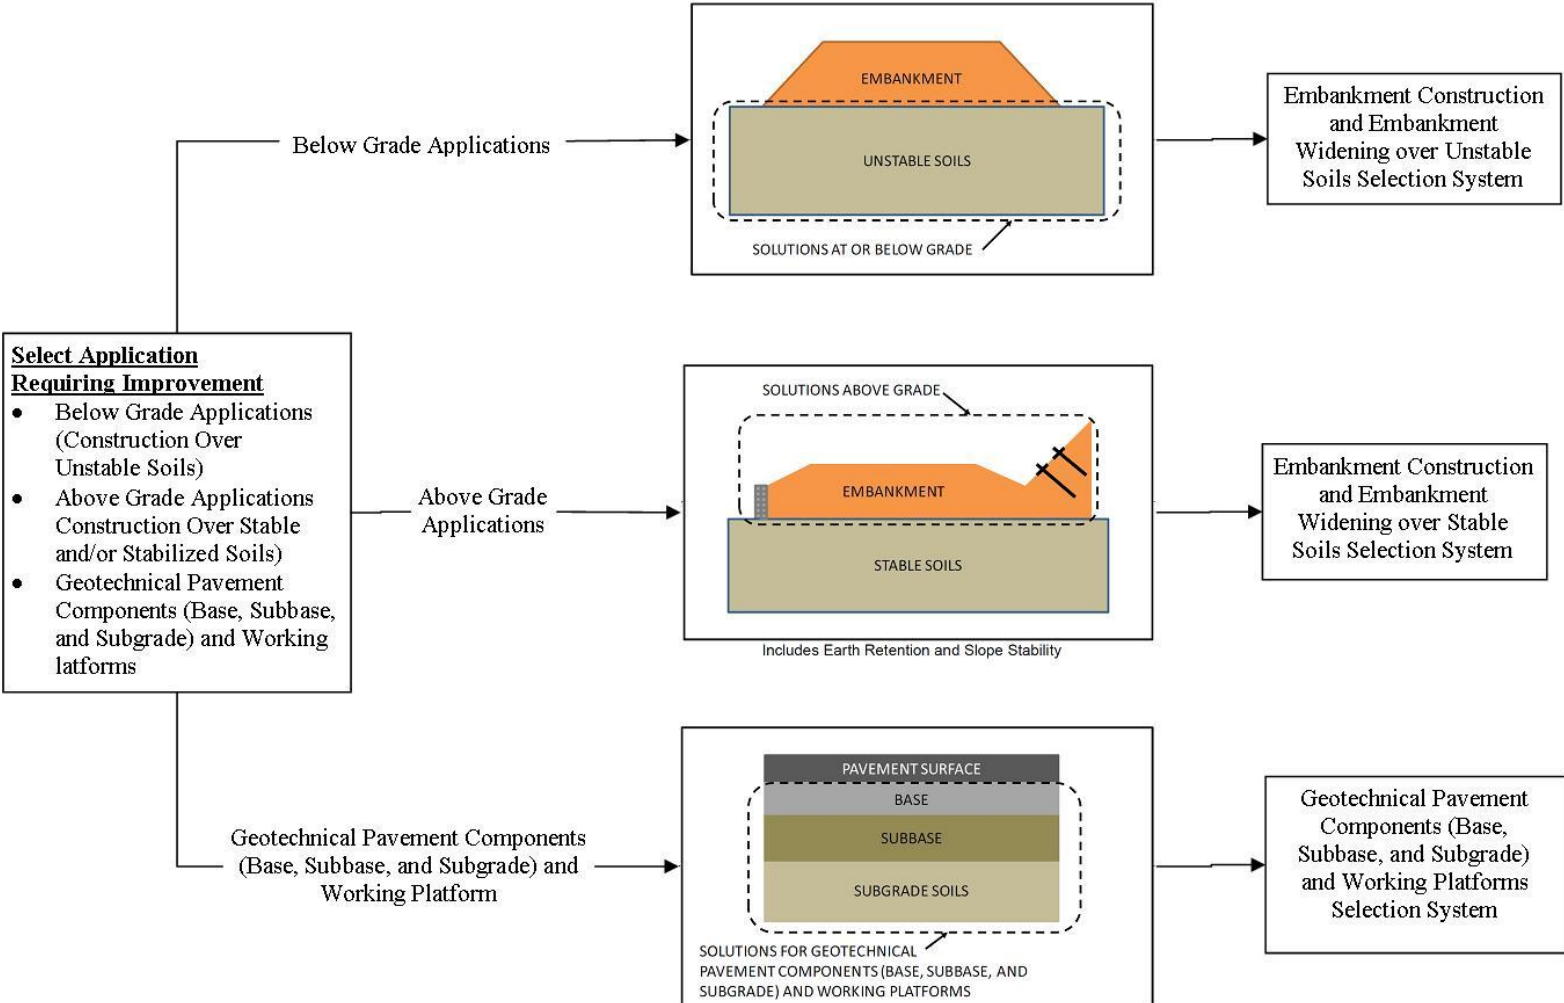 Select Application
Requiring Improvement
● Below Grade Applications
(Construction Over
Unstable Soils)
● Above Grade Applications
Construction Over Stable
and/or Stabilized Soils)
● Geotechnical Pavement
Components (Base, Subbase,
and Subgrade) and Working
latforms
Below Grade Applications
EMBANKMENT
UNSTABLE SOILS
SOLUTIONS AT OR BELOW GRADE
Embankment Construction
and Embankment
Widening over Unstable
Soils Selection System
Above Grade
Applications
SOLUTIONS ABOVE GRADE
EMBANKMENT
STABLE SOILS
Includes Earth Retention and Slope Stability
Embankment Construction
and Embankment
Widening over Stable
Soils Selection System
Geotechnical Pavement Components
(Base, Subbase, and Subgrade) and
Working Platform
PAVEMENT SURFACE
BASE
SUBBASE
SUBGRADE SOILS
SOLUTIONS FOR GEOTECHNICAL
PAVEMENT COMPONENTS (BASE, SUBBASE, AND
SUBGRADE) AND WORKING PLATFORMS
Geotechnical Pavement
Components (Base,
Subbase, and Subgrade)
and Working Platforms
Selection System